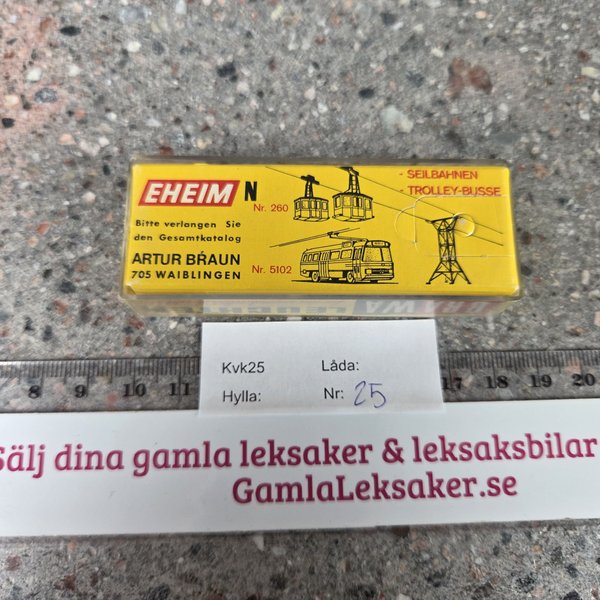 EHEIM N
Nr. 260
- SEILBAHNEN
- TROLLEY-BUSSE
Bitte verlangen Sie
den Gesamtkatalog
ARTUR BRAUN
705 WAIBLINGEN
Nr. 5102
Kvk25 Låda:
Hylla: Nr: 25
8 9 10 11 17 18 19 20
Sälj dina gamla leksaker & leksaksbilar
GamlaLeksaker.se